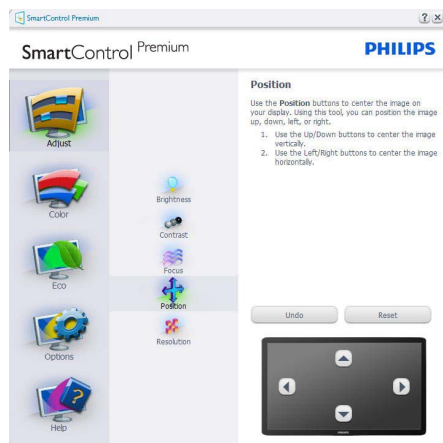 SmartControl Premium
? ×
SmartControl Premium
PHILIPS
Adjust
Color
Eco
Options
Help
Brightness
Contrast
Focus
Position
Resolution
Position
Use the Position buttons to center the image on
your display. Using this tool, you can position the image
up, down, left, or right.
1. Use the Up/Down buttons to center the image
vertically.
2. Use the Left/Right buttons to center the image
horizontally.
Undo
Reset
PHILIPS